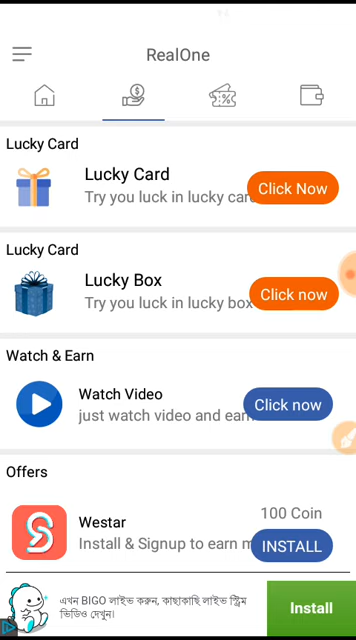 RealOne
Lucky Card
Lucky Card
Try you luck in lucky car
Click Now
Lucky Card
Lucky Box
Try you luck in lucky box
Click now
Watch & Earn
Watch Video
just watch video and earn
Click now
Offers
100 Coin
Westar
Install & Signup to earn m
INSTALL
এখন BIGO লাইভ করুন, কাছাকাছি লাইভ স্ট্রিম
ভিডিও দেখুন।
Install